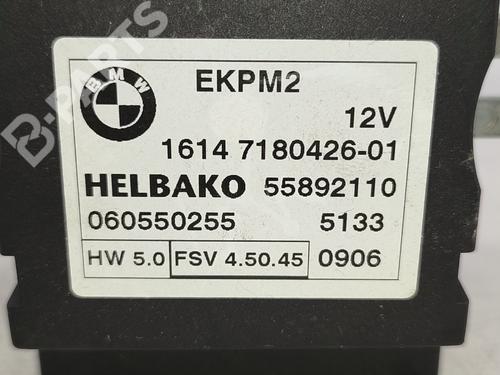 B-PARTS
BMW
EKPM2
12V
1614 7180426-01
HELBAKO 55892110
060550255 5133
HW 5.0 FSV 4.50.45 0906